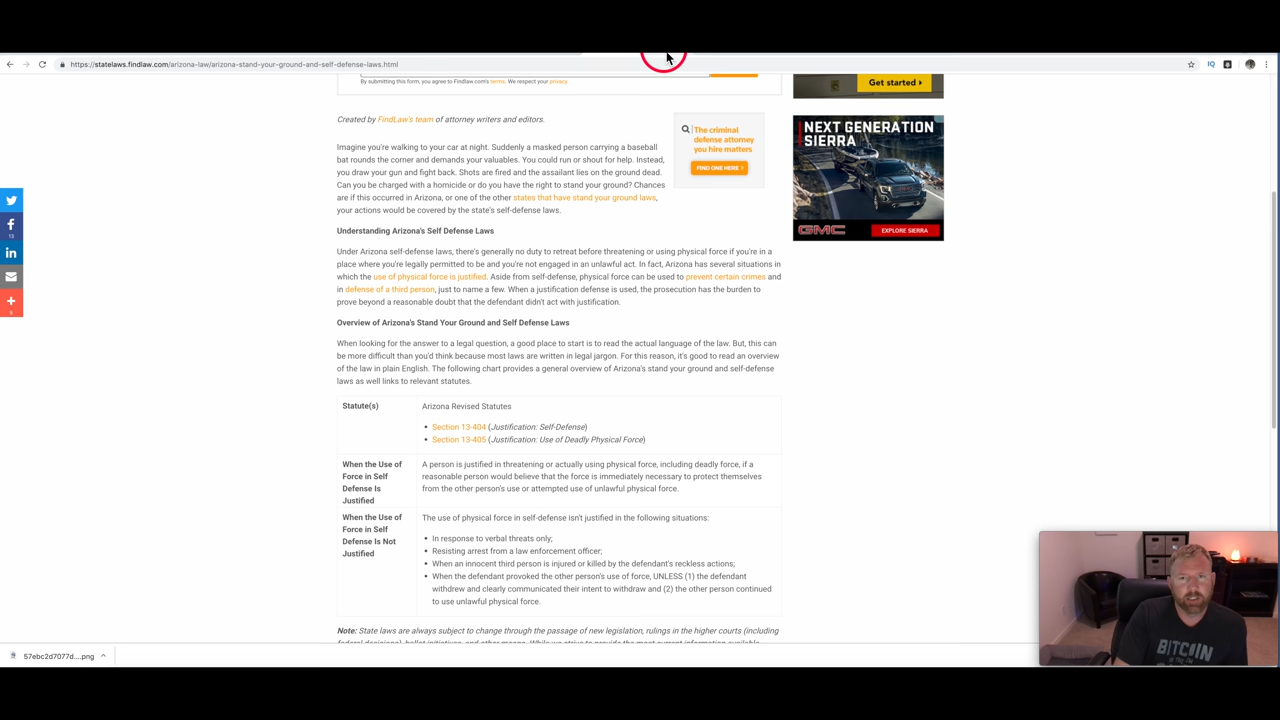 https://statelaws.findlaw.com/arizona-law/arizona-stand-your-ground-and-self-defense-laws.html
IQ
By submitting this form, you agree to Findlaw.com's terms. We respect your privacy.
Get started
Created by FindLaw's team of attorney writers and editors.
The criminal
defense attorney
you hire matters
FIND ONE HERE >
NEXT GENERATION
SIERRA
GMC
EXPLORE SIERRA
Imagine you're walking to your car at night. Suddenly a masked person carrying a baseball
bat rounds the corner and demands your valuables. You could run or shout for help. Instead,
you draw your gun and fight back. Shots are fired and the assailant lies on the ground dead.
Can you be charged with a homicide or do you have the right to stand your ground? Chances
are if this occurred in Arizona, or one of the other states that have stand your ground laws,
your actions would be covered by the state's self-defense laws.
13
Understanding Arizona's Self Defense Laws
Under Arizona self-defense laws, there's generally no duty to retreat before threatening or using physical force if you're in a
place where you're legally permitted to be and you're not engaged in an unlawful act. In fact, Arizona has several situations in
which the use of physical force is justified. Aside from self-defense, physical force can be used to prevent certain crimes and
in defense of a third person, just to name a few. When a justification defense is used, the prosecution has the burden to
prove beyond a reasonable doubt that the defendant didn't act with justification.
Overview of Arizona's Stand Your Ground and Self Defense Laws
When looking for the answer to a legal question, a good place to start is to read the actual language of the law. But, this can
be more difficult than you'd think because most laws are written in legal jargon. For this reason, it's good to read an overview
of the law in plain English. The following chart provides a general overview of Arizona's stand your ground and self-defense
laws as well links to relevant statutes.
Statute(s)
Arizona Revised Statutes
• Section 13-404 (Justification: Self-Defense)
• Section 13-405 (Justification: Use of Deadly Physical Force)
When the Use of
Force in Self
Defense Is
Justified
A person is justified in threatening or actually using physical force, including deadly force, if a
reasonable person would believe that the force is immediately necessary to protect themselves
from the other person's use or attempted use of unlawful physical force.
When the Use of
Force in Self
Defense Is Not
Justified
The use of physical force in self-defense isn't justified in the following situations:
• In response to verbal threats only;
• Resisting arrest from a law enforcement officer;
• When an innocent third person is injured or killed by the defendant's reckless actions;
• When the defendant provoked the other person's use of force, UNLESS (1) the defendant
withdrew and clearly communicated their intent to withdraw and (2) the other person continued
to use unlawful physical force.
Note: State laws are always subject to change through the passage of new legislation, rulings in the higher courts (including
57ebc2d7077d....png
BITCOIN